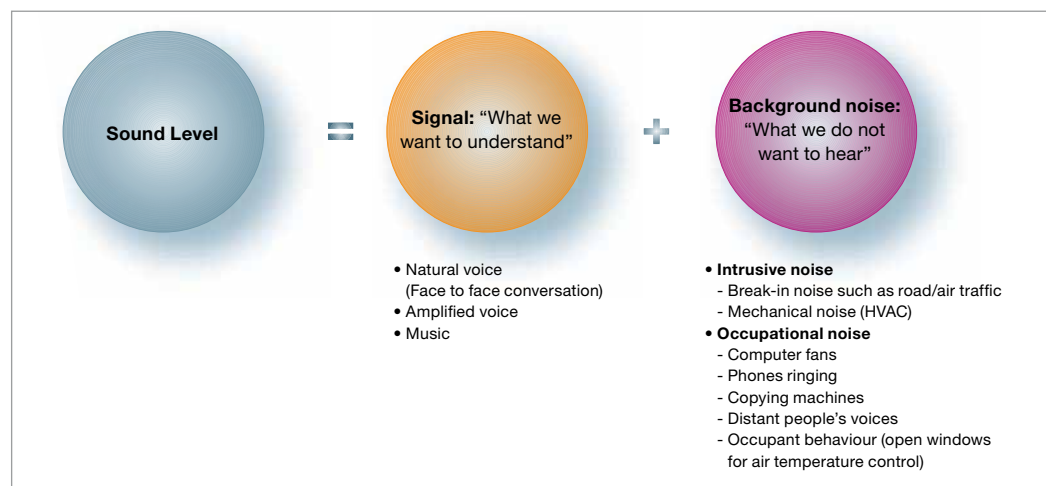 Sound Level
=
Signal: “What we
want to understand”
+
Background noise:
“What we do not
want to hear”
• Natural voice
(Face to face conversation)
• Amplified voice
• Music
• Intrusive noise
- Break-in noise such as road/air traffic
- Mechanical noise (HVAC)
• Occupational noise
- Computer fans
- Phones ringing
- Copying machines
- Distant people’s voices
- Occupant behaviour (open windows
for air temperature control)